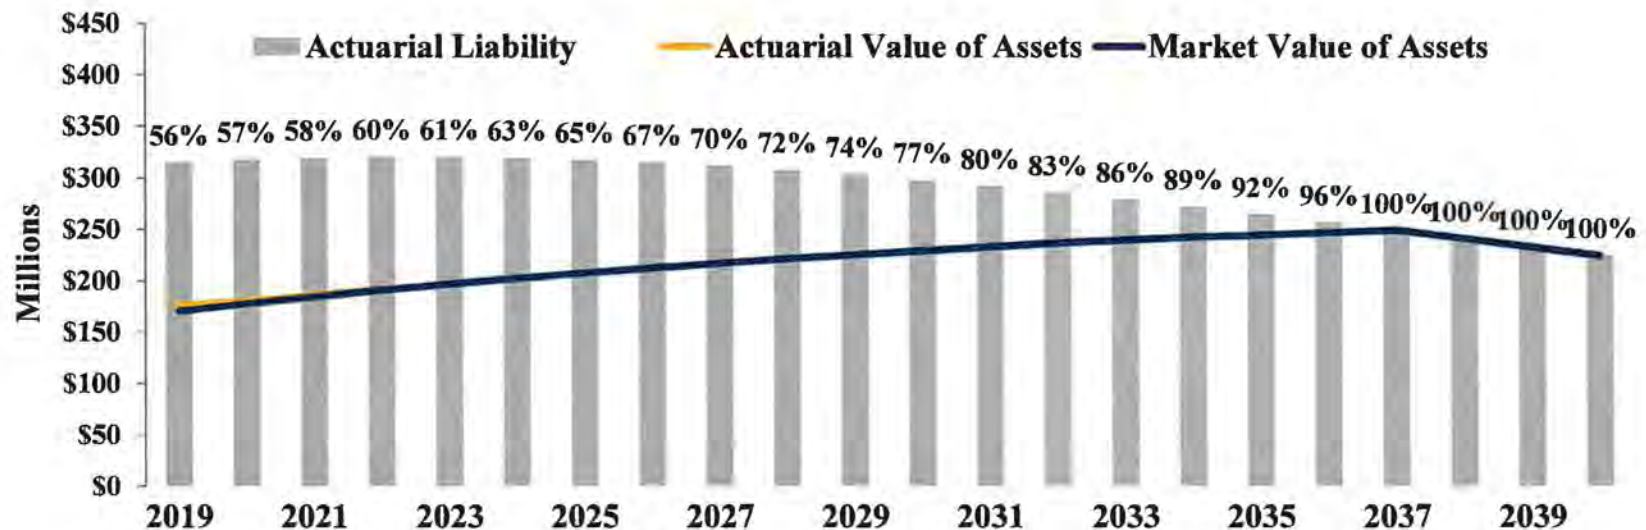 $450
Actuarial Liability Actuarial Value of Assets Market Value of Assets
$400
$350
56% 57% 58% 60% 61% 63% 65% 67% 70% 72% 74% 77% 80% 83% 86% 89% 92% 96% 100% 100% 100% 100%
$300
$250
$200
$150
$100
$50
$0
Millions
2019 2021 2023 2025 2027 2029 2031 2033 2035 2037 2039